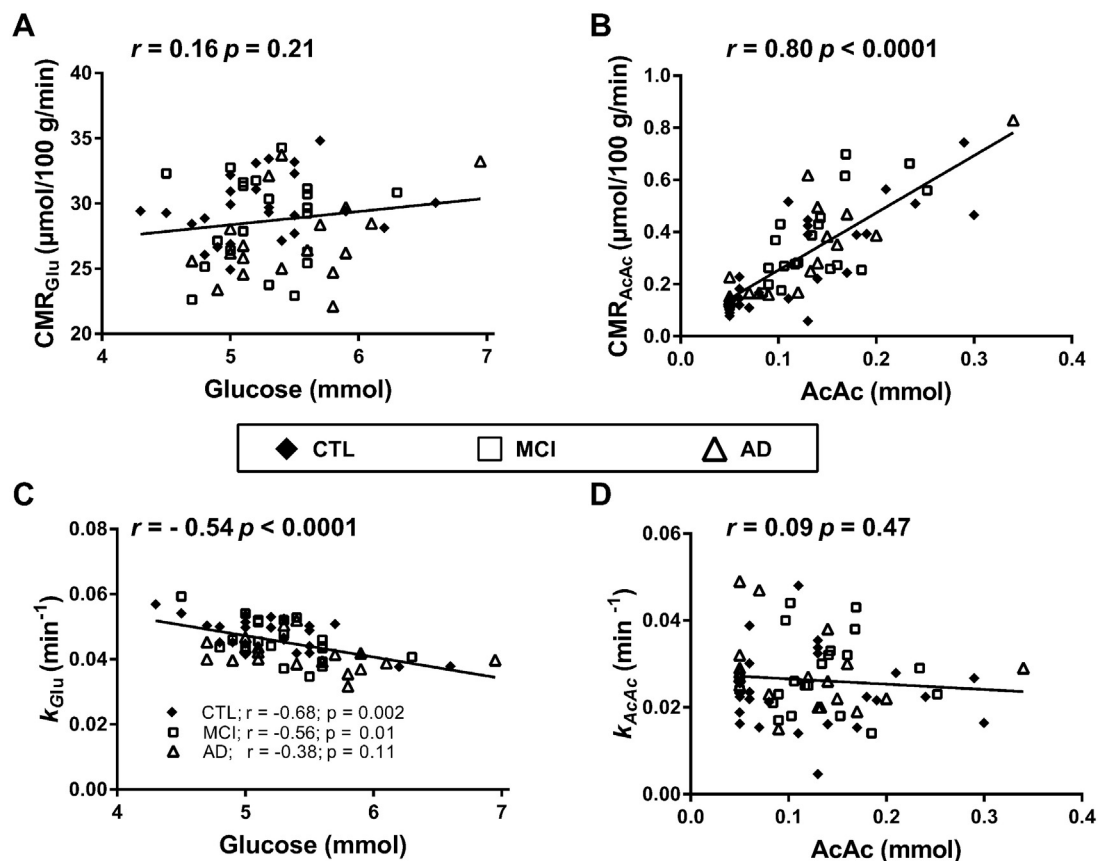 A
r = 0.16 p = 0.21
CMRGlu (µmol/100 g/min)
40
35
30
25
20
4
5
6
7
Glucose (mmol)
B
r = 0.80 p < 0.0001
CMRAcAc (µmol/100 g/min)
1.0
0.8
0.6
0.4
0.2
0.0
0.0
0.1
0.2
0.3
0.4
AcAc (mmol)
CTL
MCI
AD
C
r = - 0.54 p < 0.0001
kGlu (min⁻¹)
0.08
0.06
0.04
0.02
0.00
CTL; r = -0.68; p = 0.002
MCI; r = -0.56; p = 0.01
AD; r = -0.38; p = 0.11
4
5
6
7
Glucose (mmol)
D
r = 0.09 p = 0.47
kAcAc (min⁻¹)
0.06
0.04
0.02
0.00
0.0
0.1
0.2
0.3
0.4
AcAc (mmol)